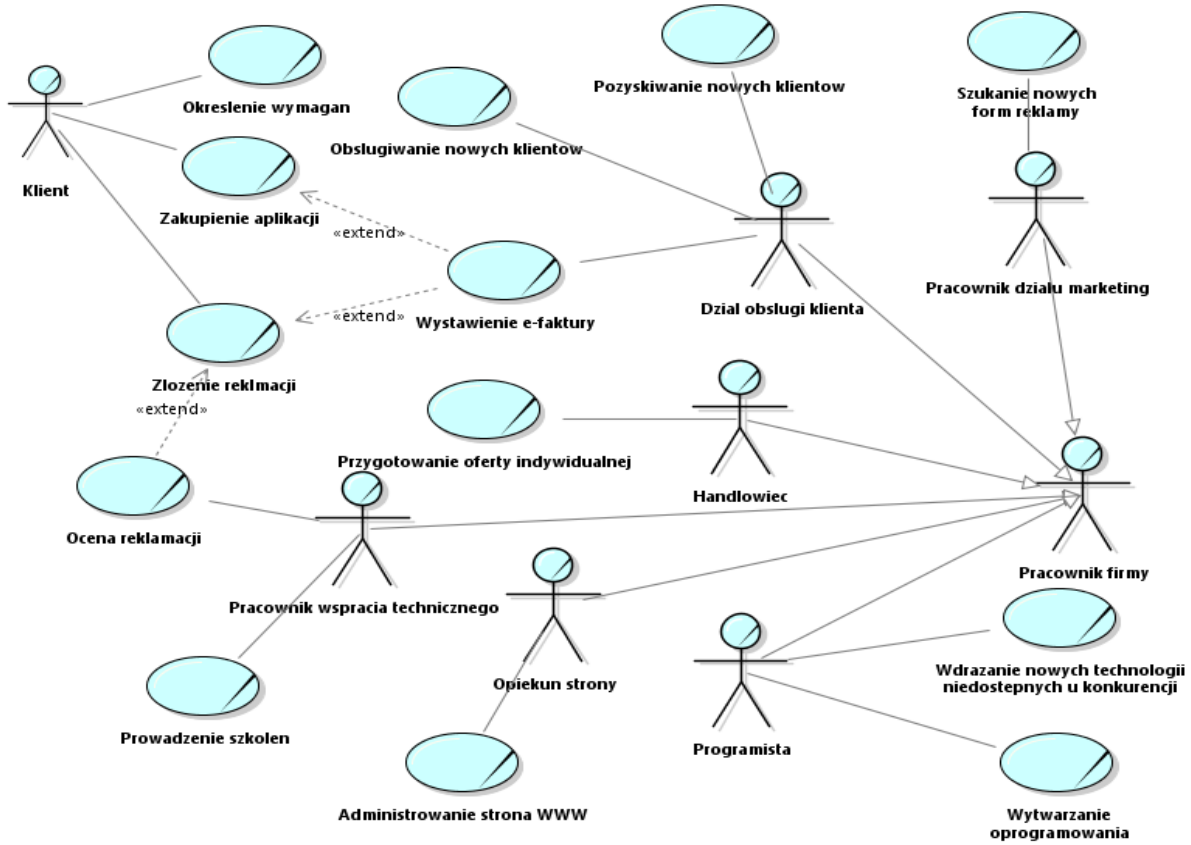 Okreslenie wymagan
Pozyskiwanie nowych klientow
Szukanie nowych
form reklamy
Obslugiwanie nowych klientow
Klient
Zakupienie aplikacji
«extend»
Pracownik dzialu marketing
Dzial obslugi klienta
«extend»
Wystawienie e-faktury
Zlozenie reklmacji
«extend»
Przygotowanie oferty indywidualnej
Handlowiec
Ocena reklamacji
Pracownik firmy
Pracownik wspracia technicznego
Wdrazanie nowych technologii
niedostepnych u konkurencji
Opiekun strony
Prowadzenie szkolen
Programista
Administrowanie strona WWW
Wytwarzanie
oprogramowania